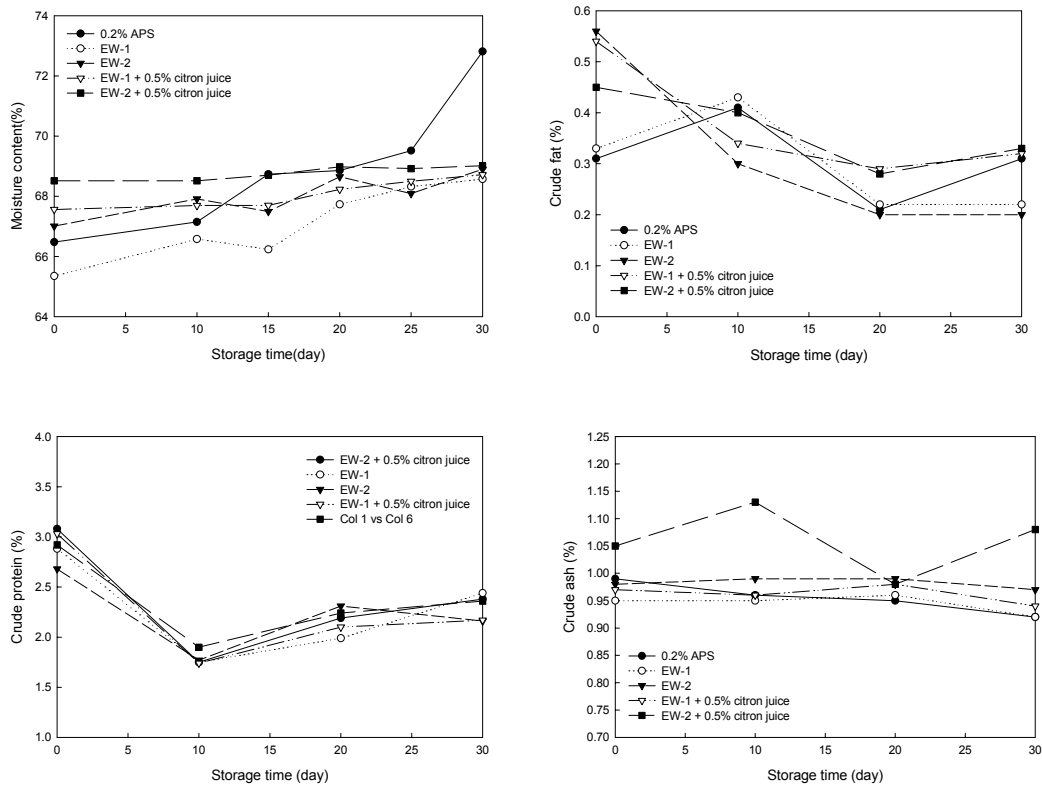 74
72
70
68
66
64
Moisture content(%)
0.2% APS
EW-1
EW-2
EW-1 + 0.5% citron juice
EW-2 + 0.5% citron juice
0 5 10 15 20 25 30
Storage time(day)
0.6
0.5
0.4
0.3
0.2
0.1
0.0
Crude fat (%)
0.2% APS
EW-1
EW-2
EW-1 + 0.5% citron juice
EW-2 + 0.5% citron juice
0 5 10 15 20 25 30
Storage time (day)
4.0
3.5
3.0
2.5
2.0
1.5
1.0
Crude protein (%)
EW-2 + 0.5% citron juice
EW-1
EW-2
EW-1 + 0.5% citron juice
Col 1 vs Col 6
0 5 10 15 20 25 30
Storage time (day)
1.25
1.20
1.15
1.10
1.05
1.00
0.95
0.90
0.85
0.80
0.75
0.70
Crude ash (%)
0.2% APS
EW-1
EW-2
EW-1 + 0.5% citron juice
EW-2 + 0.5% citron juice
0 5 10 15 20 25 30
Storage time (day)